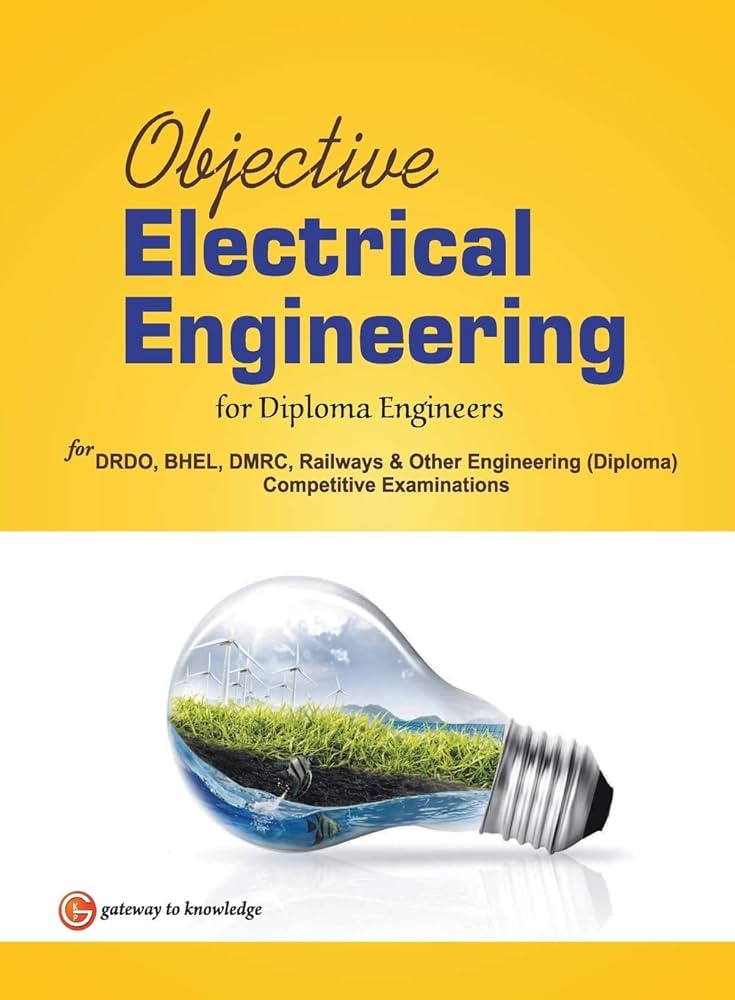 Objective
Electrical
Engineering
for Diploma Engineers
for DRDO, BHEL, DMRC, Railways & Other Engineering (Diploma)
Competitive Examinations
G K P gateway to knowledge